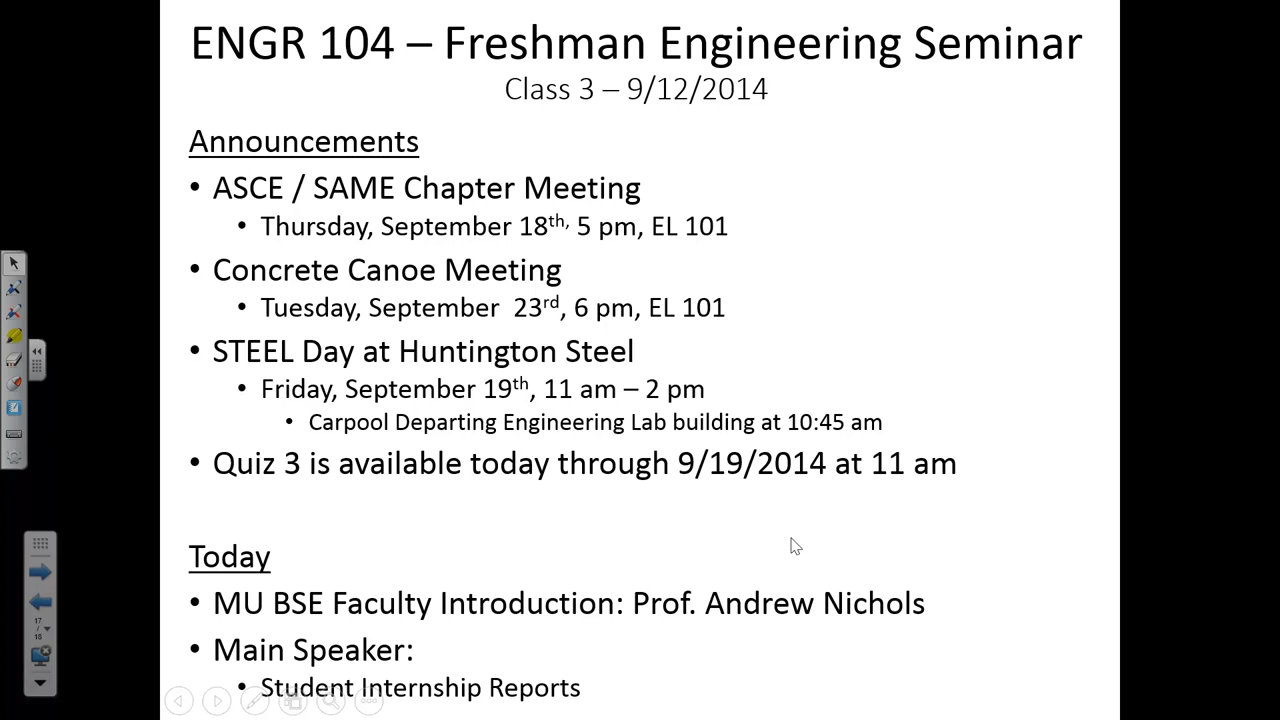 ENGR 104 – Freshman Engineering Seminar
Class 3 – 9/12/2014
Announcements
• ASCE / SAME Chapter Meeting
• Thursday, September 18th, 5 pm, EL 101
• Concrete Canoe Meeting
• Tuesday, September  23rd, 6 pm, EL 101
• STEEL Day at Huntington Steel
• Friday, September 19th, 11 am – 2 pm
• Carpool Departing Engineering Lab building at 10:45 am
• Quiz 3 is available today through 9/19/2014 at 11 am
Today
• MU BSE Faculty Introduction: Prof. Andrew Nichols
• Main Speaker:
• Student Internship Reports
17
/
18